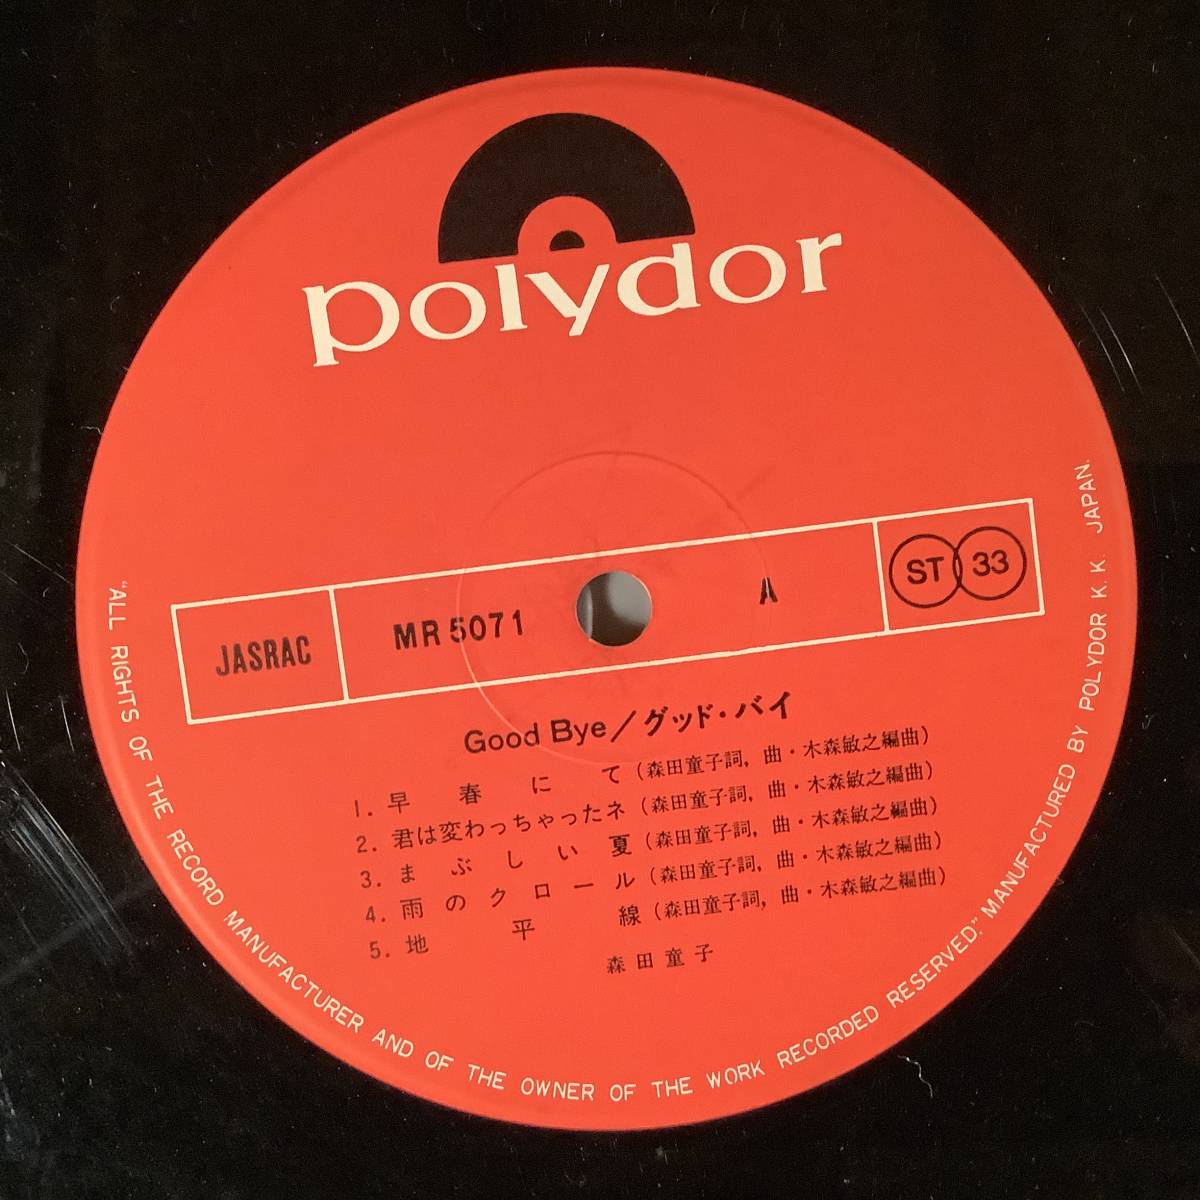 polydor
JASRAC MR 5071 A ST 33
Good Bye/グッド・バイ
1. 早春にて (森田童子詞, 曲・木森敏之編曲)
2. 君は変わっちゃったネ (森田童子詞, 曲・木森敏之編曲)
3. まぶしい夏 (森田童子詞, 曲・木森敏之編曲)
4. 雨のクロール (森田童子詞, 曲・木森敏之編曲)
5. 地平線 (森田童子詞, 曲・木森敏之編曲)
森田童子
"ALL RIGHTS OF THE RECORD MANUFACTURER AND OF THE OWNER OF THE WORK RECORDED RESERVED." MANUFACTURED BY POLYDOR K. K. JAPAN.